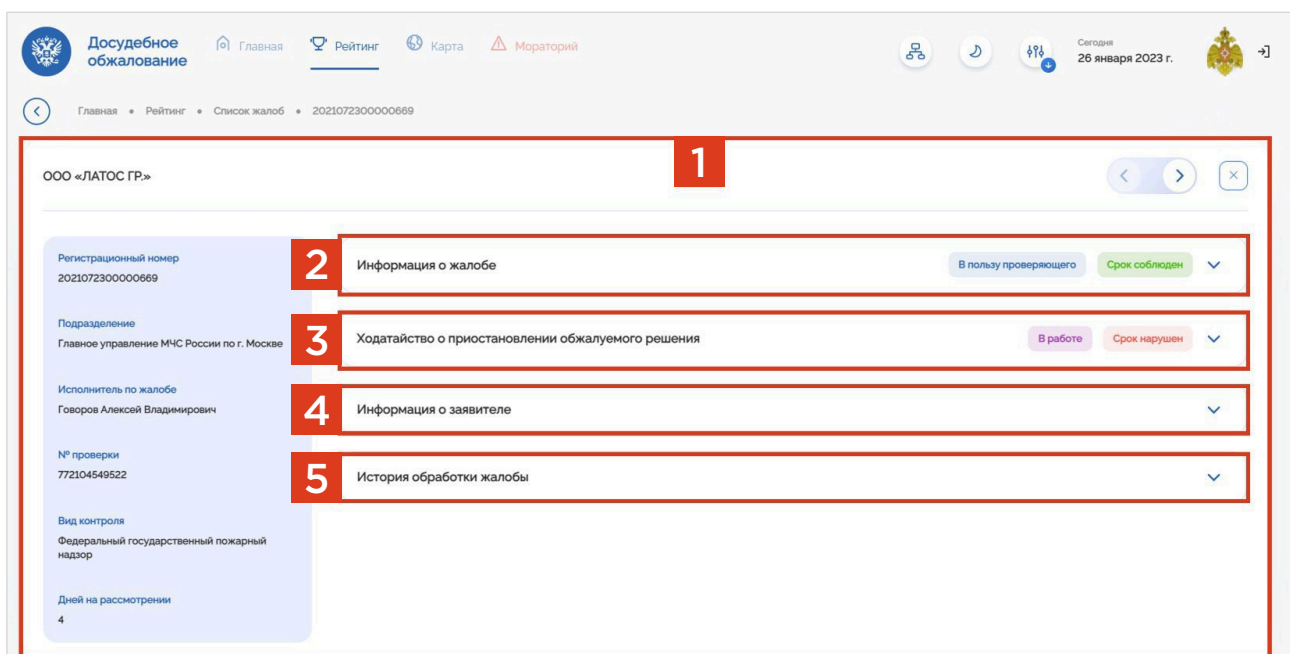 Досудебное
обжалование
Главная
Рейтинг
Карта
Мораторий
Сегодня
26 января 2023 г.
Главная • Рейтинг • Список жалоб • 2021072300000669
1
ООО «ЛАТОС ГР.»
Регистрационный номер
2021072300000669
Подразделение
Главное управление МЧС России по г. Москве
Исполнитель по жалобе
Говоров Алексей Владимирович
№ проверки
772104549522
Вид контроля
Федеральный государственный пожарный
надзор
Дней на рассмотрении
4
2
Информация о жалобе
В пользу проверяющего
Срок соблюден
3
Ходатайство о приостановлении обжалуемого решения
В работе
Срок нарушен
4
Информация о заявителе
5
История обработки жалобы